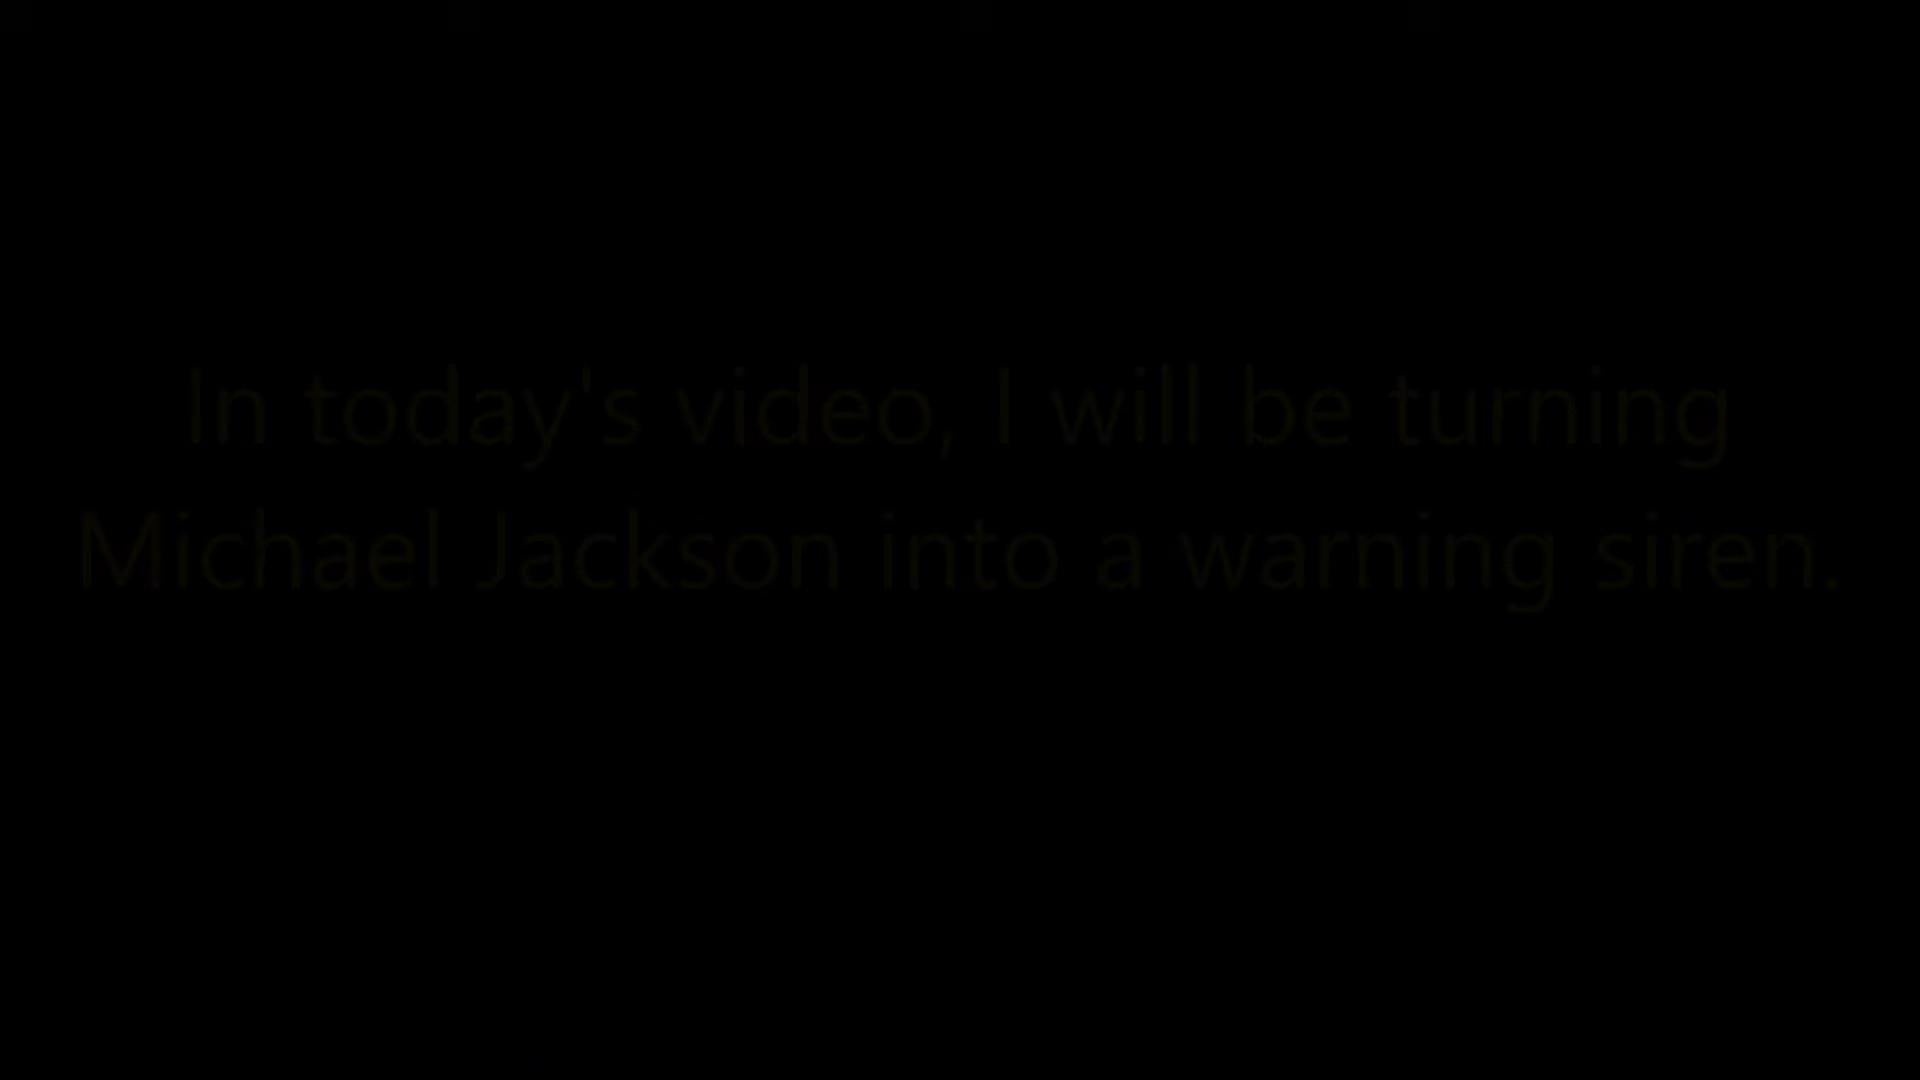 In today's video, I will be turning
Michael Jackson into a warning siren.